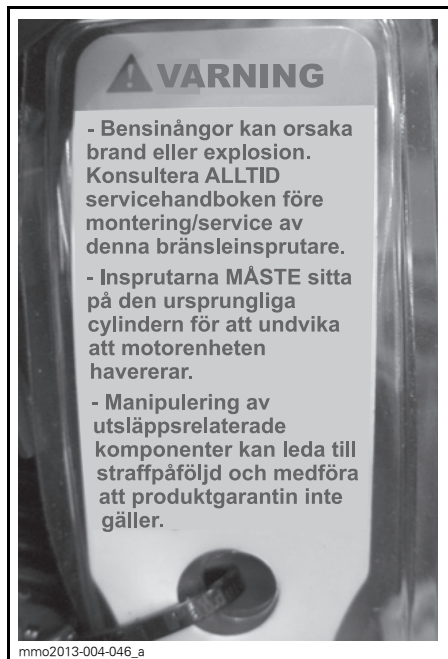 VARNING
- Bensinångor kan orsaka
brand eller explosion.
Konsultera ALLTID
servicehandboken före
montering/service av
denna bränsleinsprutare.
- Insprutarna MÅSTE sitta
på den ursprungliga
cylindern för att undvika
att motorenheten
havererar.
- Manipulering av
utsläppsrelaterade
komponenter kan leda till
straffpåföljd och medföra
att produktgarantin inte
gäller.
mmo2013-004-046_a